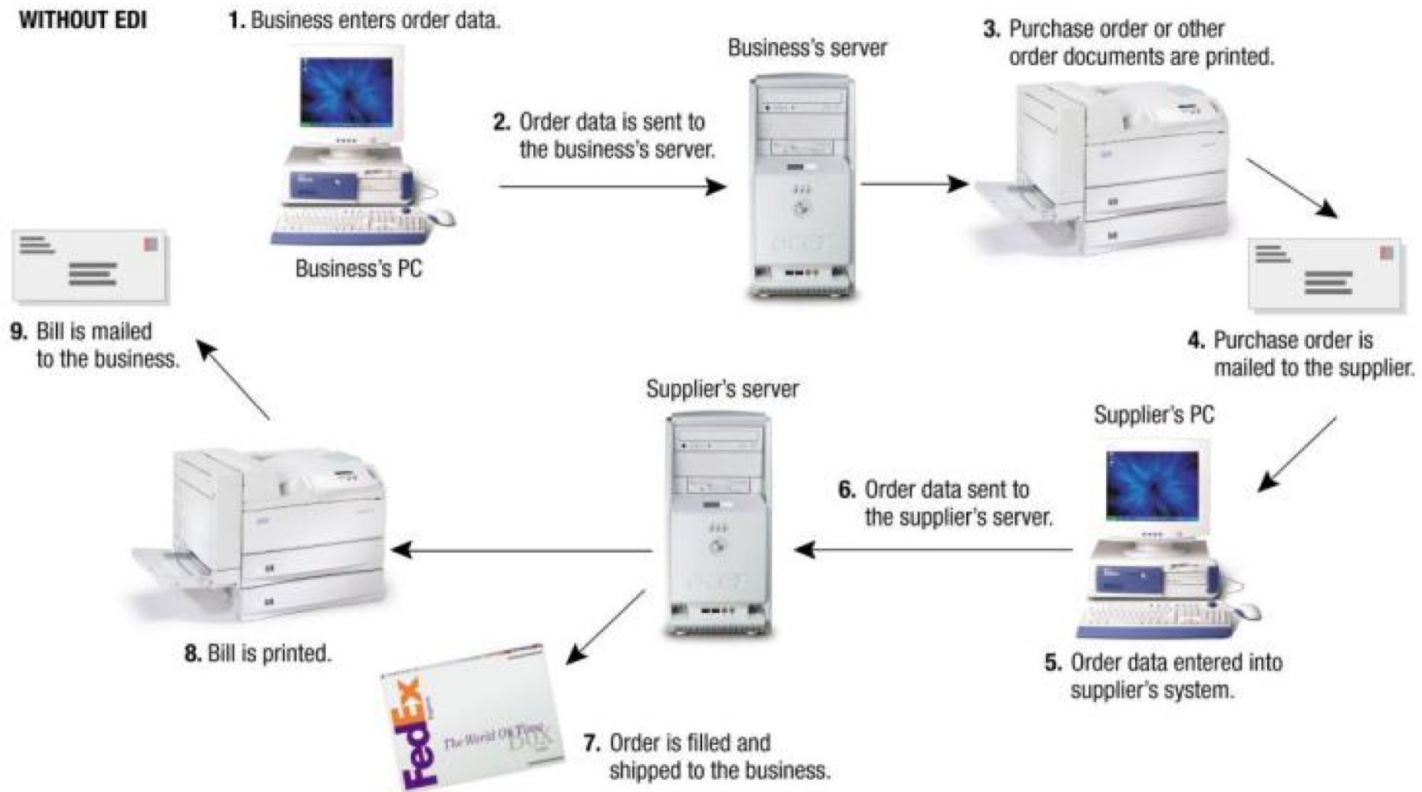 WITHOUT EDI
1. Business enters order data.
Business's PC
2. Order data is sent to
the business's server.
Business's server
3. Purchase order or other
order documents are printed.
4. Purchase order is
mailed to the supplier.
Supplier's PC
5. Order data entered into
supplier's system.
6. Order data sent to
the supplier's server.
Supplier's server
7. Order is filled and
shipped to the business.
FedEx
The World On Time
BOX
8. Bill is printed.
9. Bill is mailed
to the business.
acer
acer